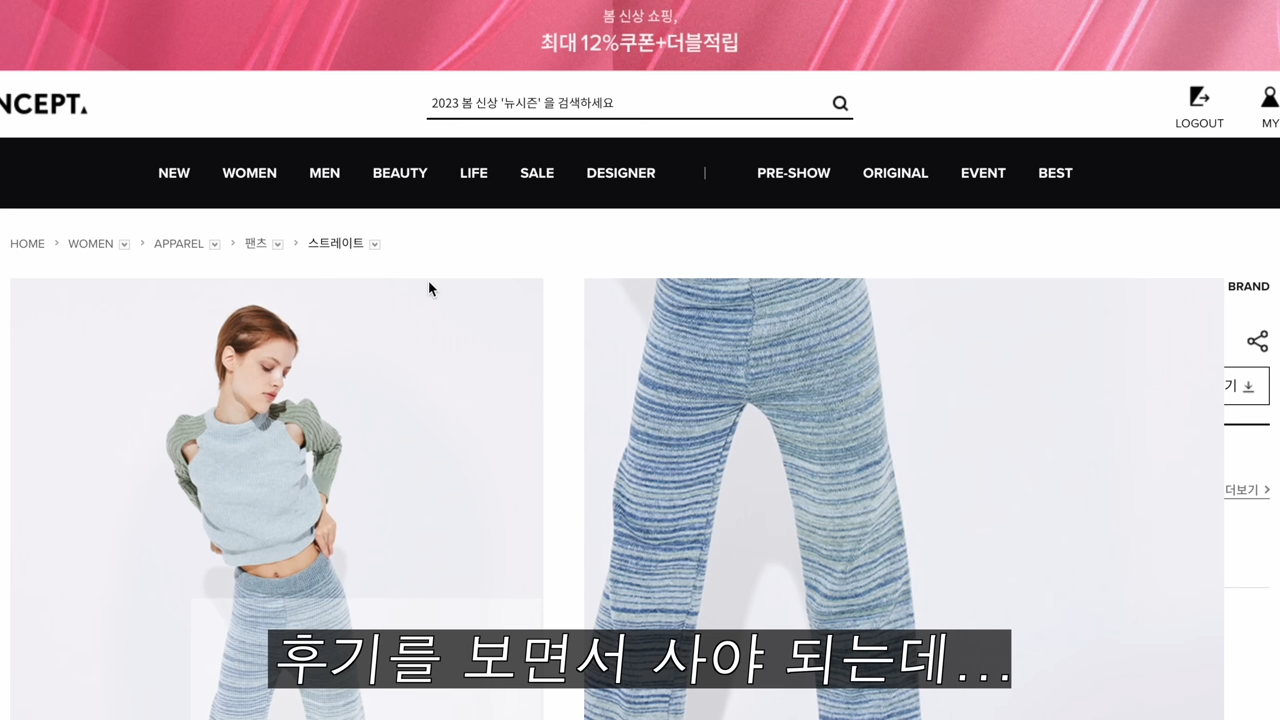 봄 신상 쇼핑,
최대 12%쿠폰+더블적립
NCEPT.
2023 봄 신상 '뉴시즌' 을 검색하세요
LOGOUT
MY
NEW WOMEN MEN BEAUTY LIFE SALE DESIGNER | PRE-SHOW ORIGINAL EVENT BEST
HOME > WOMEN > APPAREL > 팬츠 > 스트레이트
BRAND
기
더보기 >
후기를 보면서 사야 되는데...